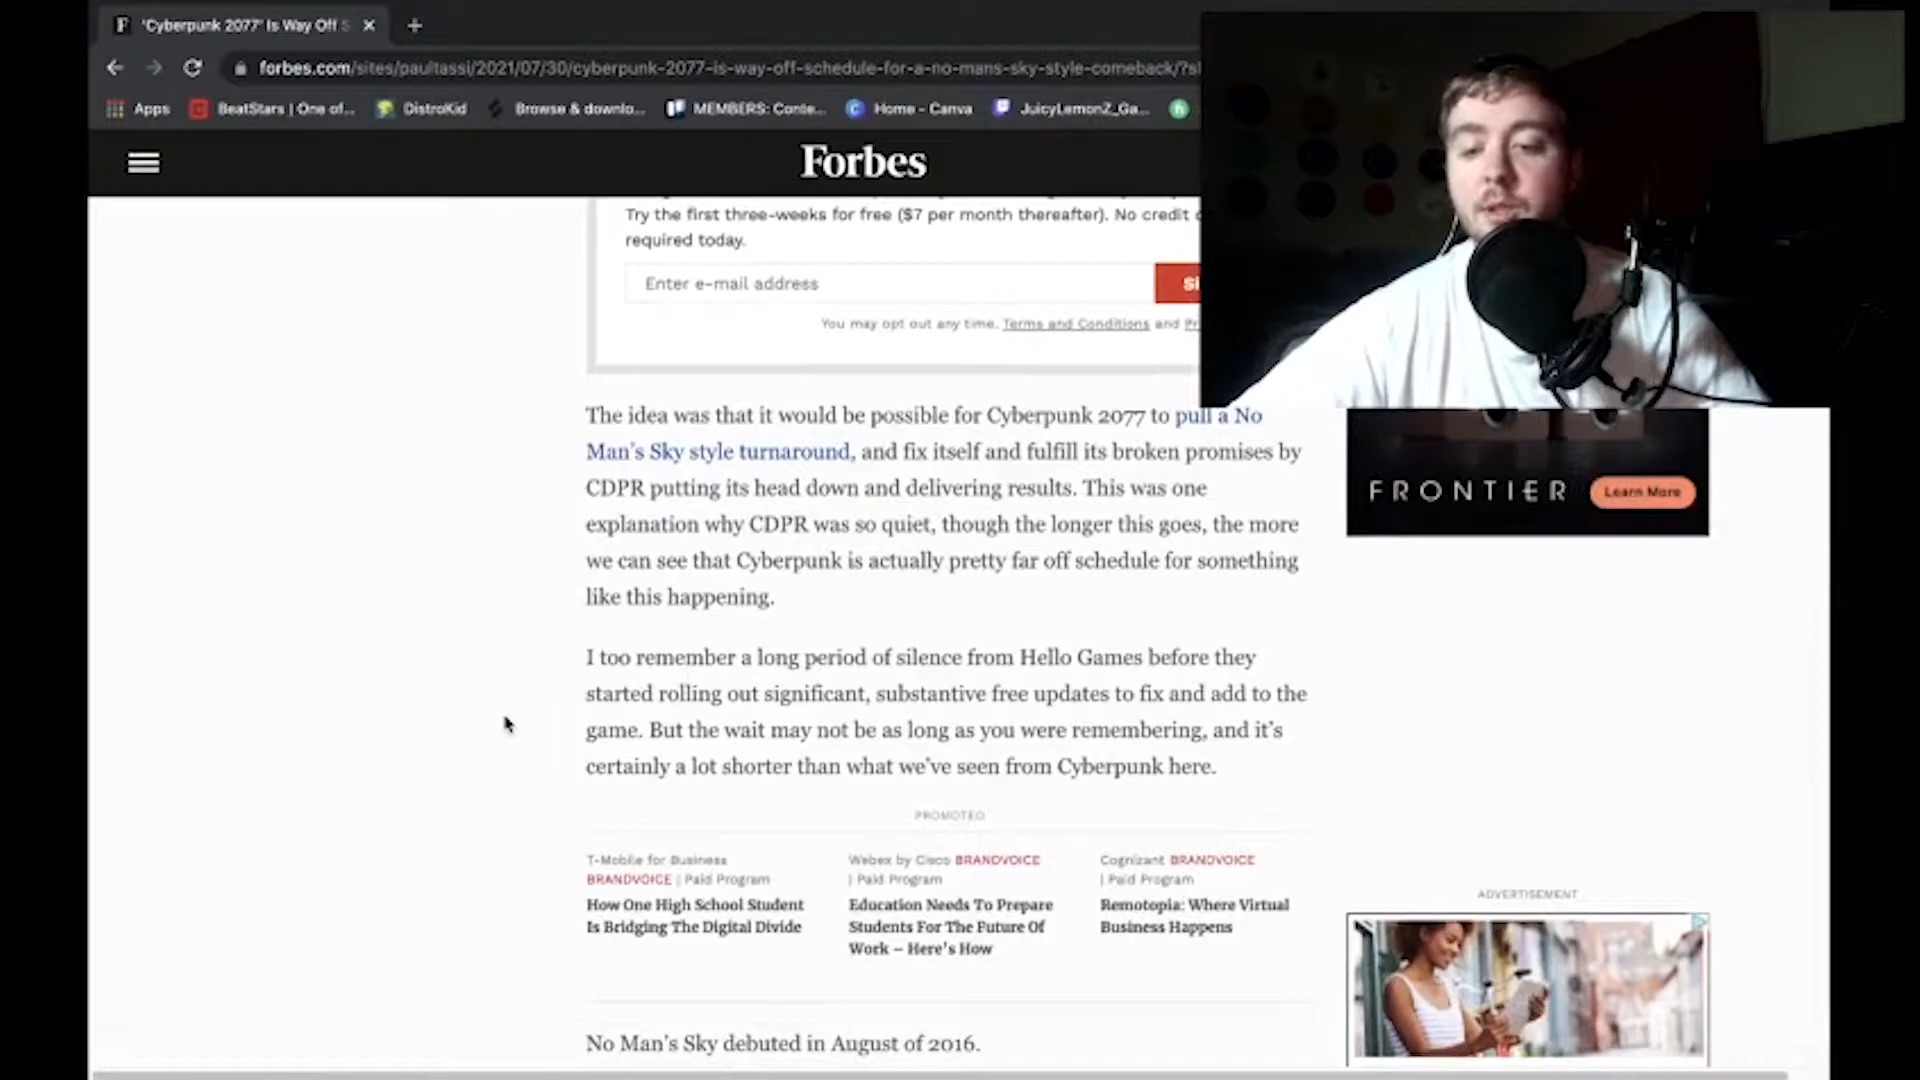 'Cyberpunk 2077' Is Way Off S
forbes.com/sites/paultassi/2021/07/30/cyberpunk-2077-is-way-off-schedule-for-a-no-mans-sky-style-comeback/?s
Apps
BeatStars | One of...
DistroKid
Browse & downlo...
MEMBERS: Conte...
Home - Canva
JuicyLemonZ_Ga...
Forbes
Try the first three-weeks for free ($7 per month thereafter). No credit
required today.
Enter e-mail address
Si
You may opt out any time. Terms and Conditions and Pr
The idea was that it would be possible for Cyberpunk 2077 to pull a No
Man's Sky style turnaround, and fix itself and fulfill its broken promises by
CDPR putting its head down and delivering results. This was one
explanation why CDPR was so quiet, though the longer this goes, the more
we can see that Cyberpunk is actually pretty far off schedule for something
like this happening.
FRONTIER
Learn More
I too remember a long period of silence from Hello Games before they
started rolling out significant, substantive free updates to fix and add to the
game. But the wait may not be as long as you were remembering, and it's
certainly a lot shorter than what we've seen from Cyberpunk here.
PROMOTED
T-Mobile for Business
BRANDVOICE | Paid Program
How One High School Student
Is Bridging The Digital Divide
Webex by Cisco BRANDVOICE
| Paid Program
Education Needs To Prepare
Students For The Future Of
Work – Here's How
Cognizant BRANDVOICE
| Paid Program
Remotopia: Where Virtual
Business Happens
ADVERTISEMENT
No Man's Sky debuted in August of 2016.